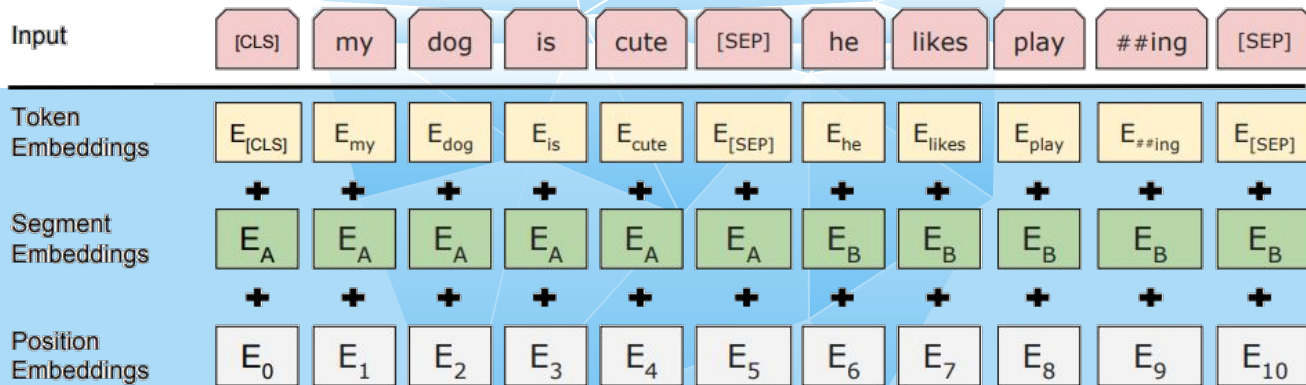 Input [CLS] my dog is cute [SEP] he likes play ##ing [SEP]
Token
Embeddings E[CLS] Emy Edog Eis Ecute E[SEP] Ehe Elikes Eplay E##ing E[SEP]
+ + + + + + + + + + +
Segment
Embeddings EA EA EA EA EA EA EB EB EB EB EB
+ + + + + + + + + + +
Position
Embeddings E0 E1 E2 E3 E4 E5 E6 E7 E8 E9 E10